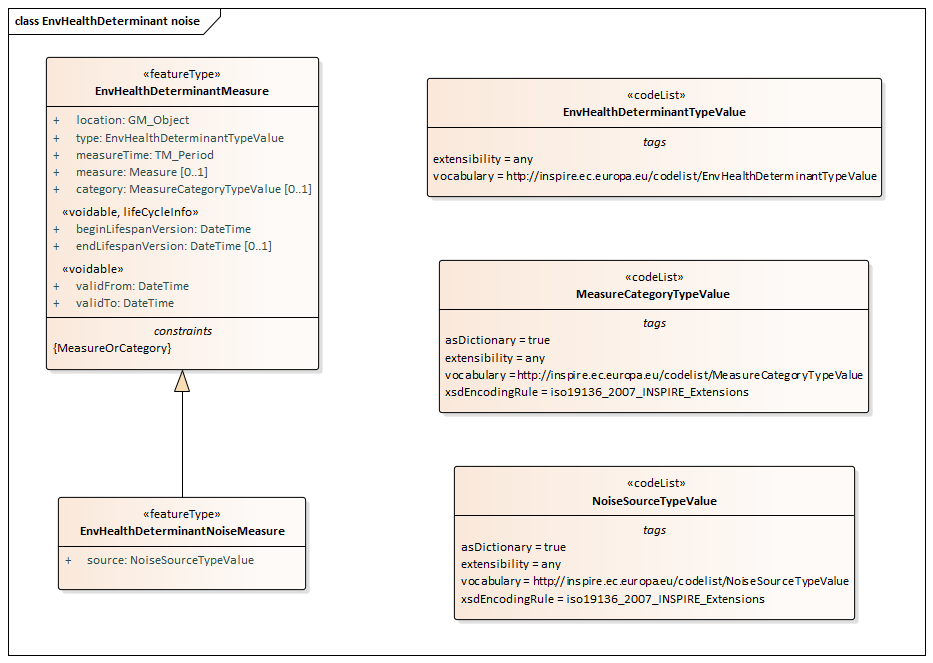 class EnvHealthDeterminant noise
«featureType»
EnvHealthDeterminantMeasure
+ location: GM_Object
+ type: EnvHealthDeterminantTypeValue
+ measureTime: TM_Period
+ measure: Measure [0..1]
+ category: MeasureCategoryTypeValue [0..1]
«voidable, lifeCycleInfo»
+ beginLifespanVersion: DateTime
+ endLifespanVersion: DateTime [0..1]
«voidable»
+ validFrom: DateTime
+ validTo: DateTime
constraints
{MeasureOrCategory}
«featureType»
EnvHealthDeterminantNoiseMeasure
+ source: NoiseSourceTypeValue
«codeList»
EnvHealthDeterminantTypeValue
tags
extensibility = any
vocabulary = http://inspire.ec.europa.eu/codelist/EnvHealthDeterminantTypeValue
«codeList»
MeasureCategoryTypeValue
tags
asDictionary = true
extensibility = any
vocabulary = http://inspire.ec.europa.eu/codelist/MeasureCategoryTypeValue
xsdEncodingRule = iso19136_2007_INSPIRE_Extensions
«codeList»
NoiseSourceTypeValue
tags
asDictionary = true
extensibility = any
vocabulary = http://inspire.ec.europa.eu/codelist/NoiseSourceTypeValue
xsdEncodingRule = iso19136_2007_INSPIRE_Extensions